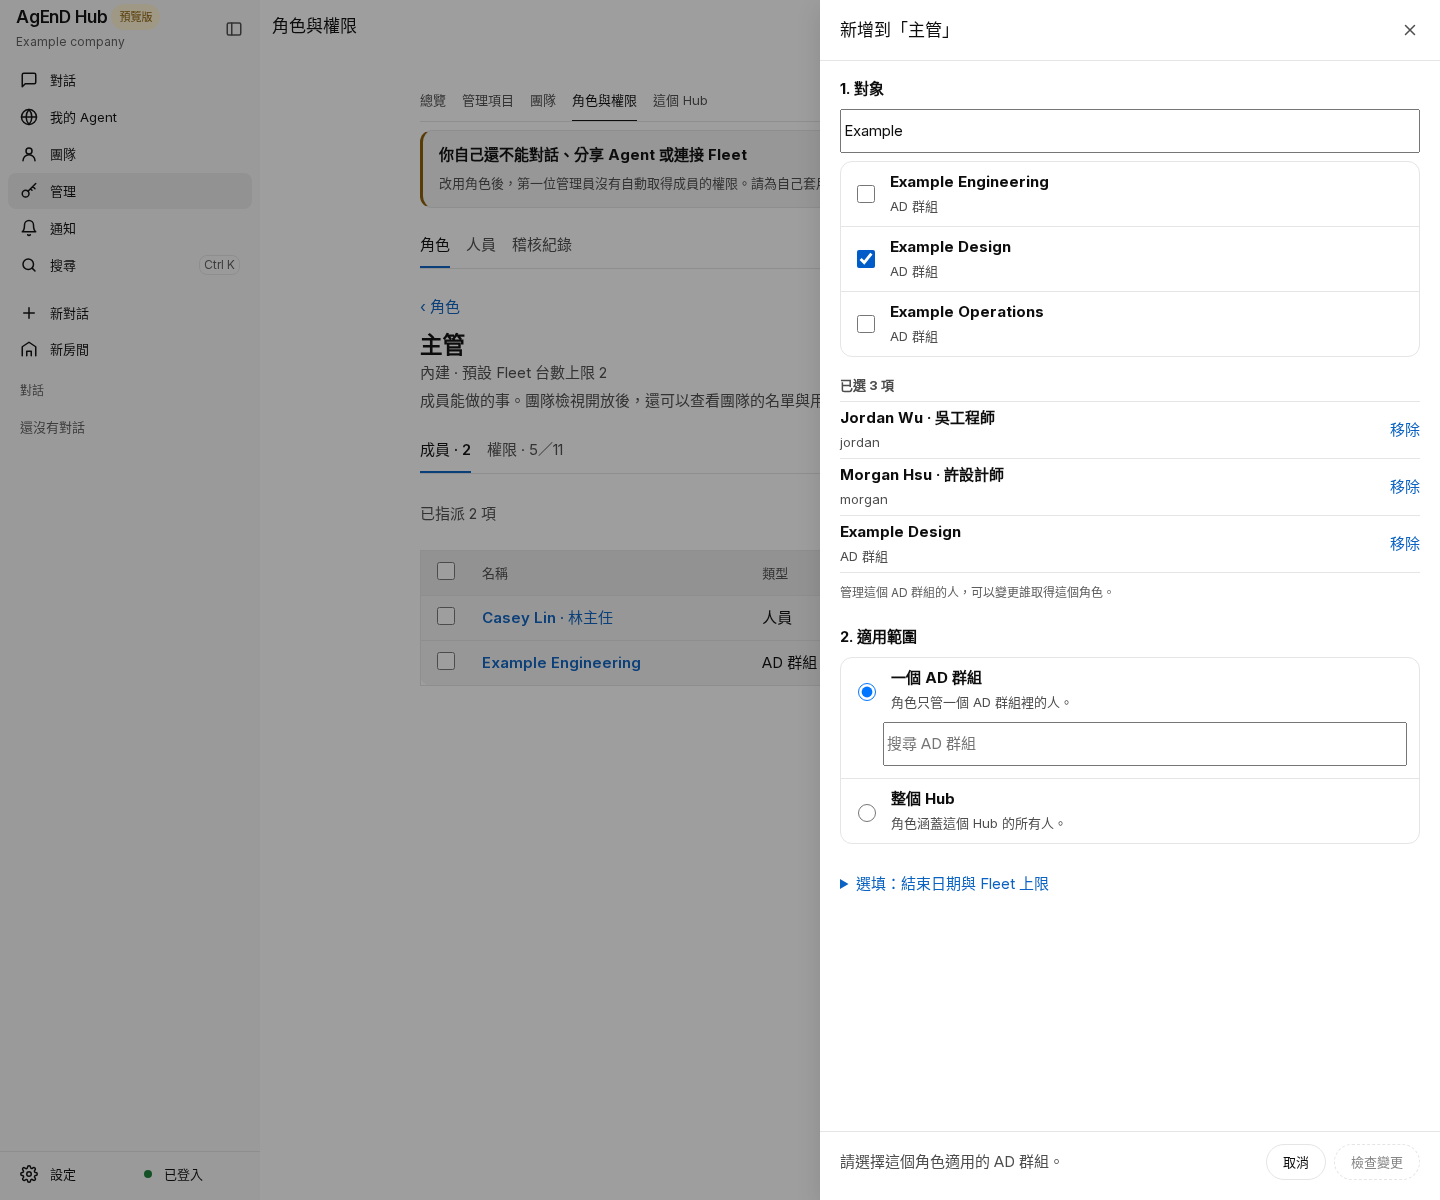 AgEnD Hub 預覽版
Example company
對話
我的 Agent
團隊
管理
通知
搜尋 Ctrl K
新對話
新房間
對話
還沒有對話
設定
已登入
角色與權限
總覽 管理項目 團隊 角色與權限 這個 Hub
你自己還不能對話、分享 Agent 或連接 Fleet
改用角色後，第一位管理員沒有自動取得成員的權限。請為自己套
角色 人員 稽核紀錄
‹ 角色
主管
內建 · 預設 Fleet 台數上限 2
成員能做的事。團隊檢視開放後，還可以查看團隊的名單與用
成員 · 2 權限 · 5／11
已指派 2 項
名稱 類型
Casey Lin · 林主任 人員
Example Engineering AD 群組
新增到「主管」
1. 對象
Example
Example Engineering
AD 群組
Example Design
AD 群組
Example Operations
AD 群組
已選 3 項
Jordan Wu · 吳工程師
jordan
移除
Morgan Hsu · 許設計師
morgan
移除
Example Design
AD 群組
移除
管理這個 AD 群組的人，可以變更誰取得這個角色。
2. 適用範圍
一個 AD 群組
角色只管一個 AD 群組裡的人。
搜尋 AD 群組
整個 Hub
角色涵蓋這個 Hub 的所有人。
選填：結束日期與 Fleet 上限
請選擇這個角色適用的 AD 群組。
取消 檢查變更